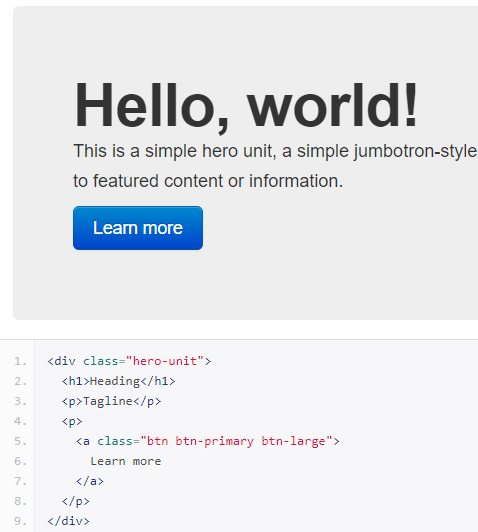 Hello, world!
This is a simple hero unit, a simple jumbotron-style
to featured content or information.
Learn more
1. <div class="hero-unit">
2. <h1>Heading</h1>
3. <p>Tagline</p>
4. <p>
5. <a class="btn btn-primary btn-large">
6. Learn more
7. </a>
8. </p>
9. </div>